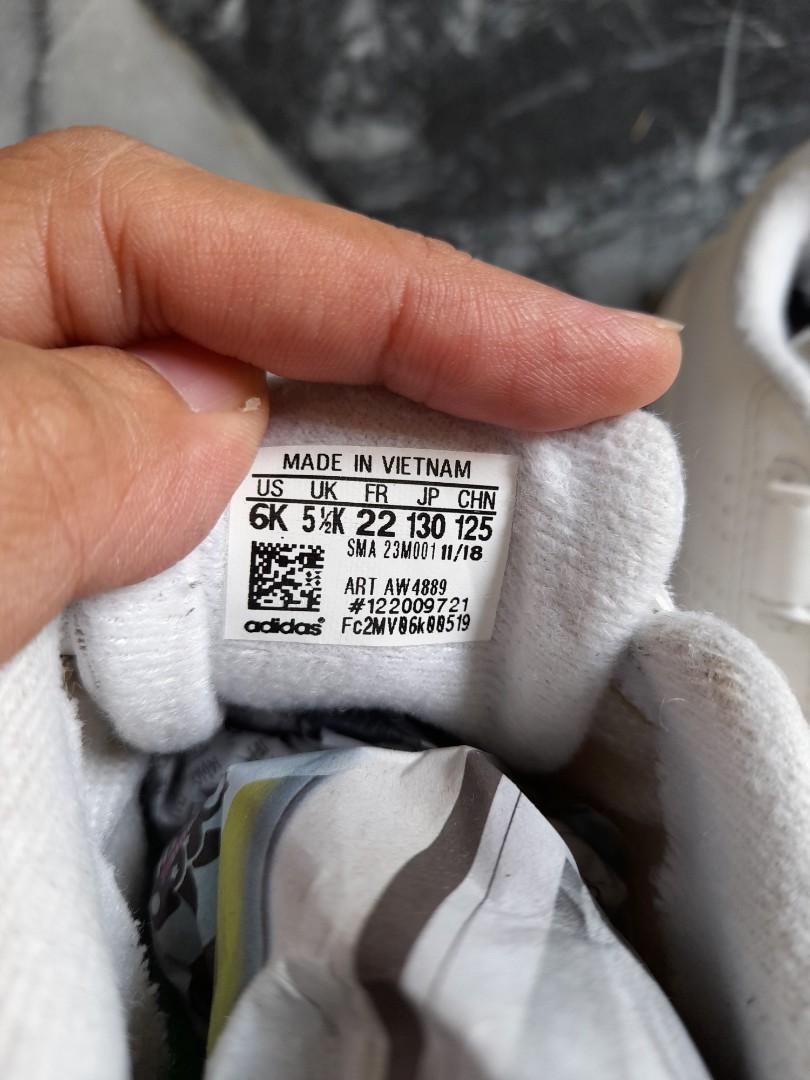 MADE IN VIETNAM
US UK FR JP CHN
6K 5½K 22 130 125
SMA 23M001 11/18
ART AW4889
#122009721
adidas® Fc2MV06k00519